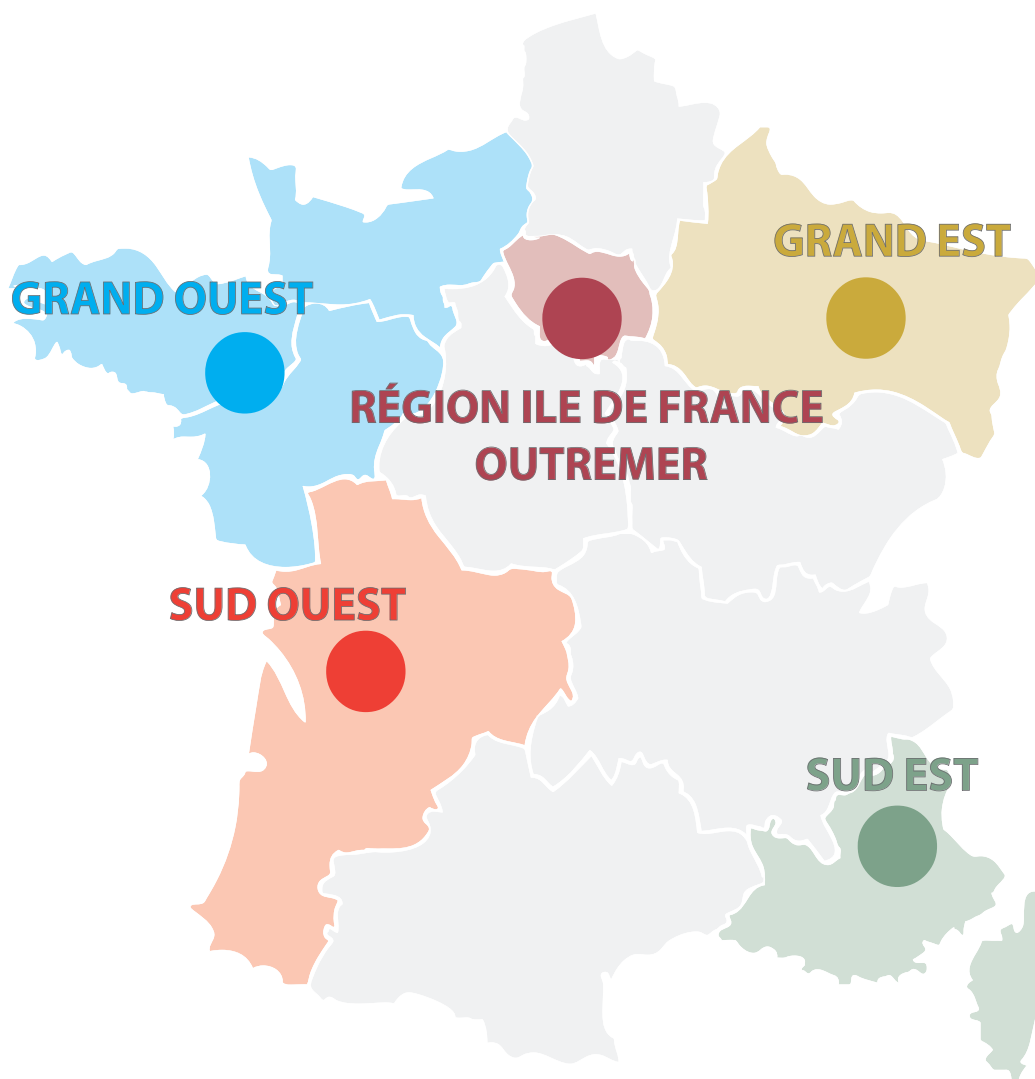 GRAND EST
GRAND OUEST
RÉGION ILE DE FRANCE
OUTREMER
SUD OUEST
SUD EST